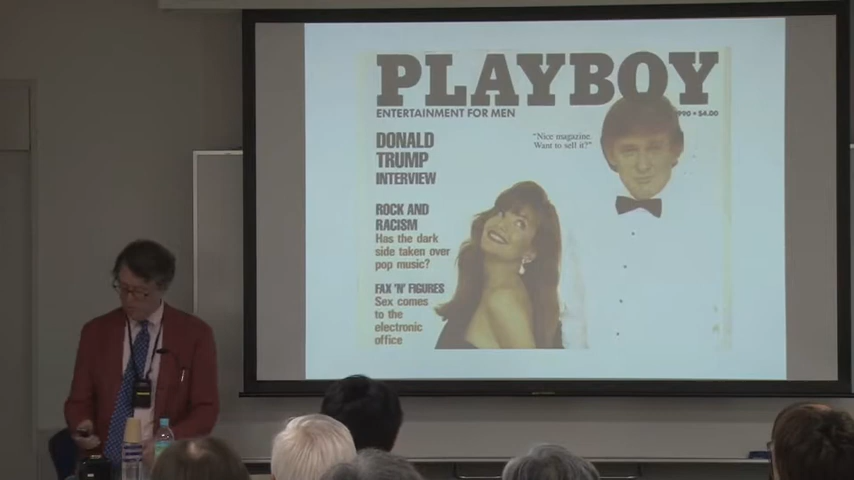 PLAYBOY
ENTERTAINMENT FOR MEN
990 • $4.00
DONALD
TRUMP
INTERVIEW
"Nice magazine.
Want to sell it?"
ROCK AND
RACISM
Has the dark
side taken over
pop music?
FAX 'N' FIGURES
Sex comes
to the
electronic
office